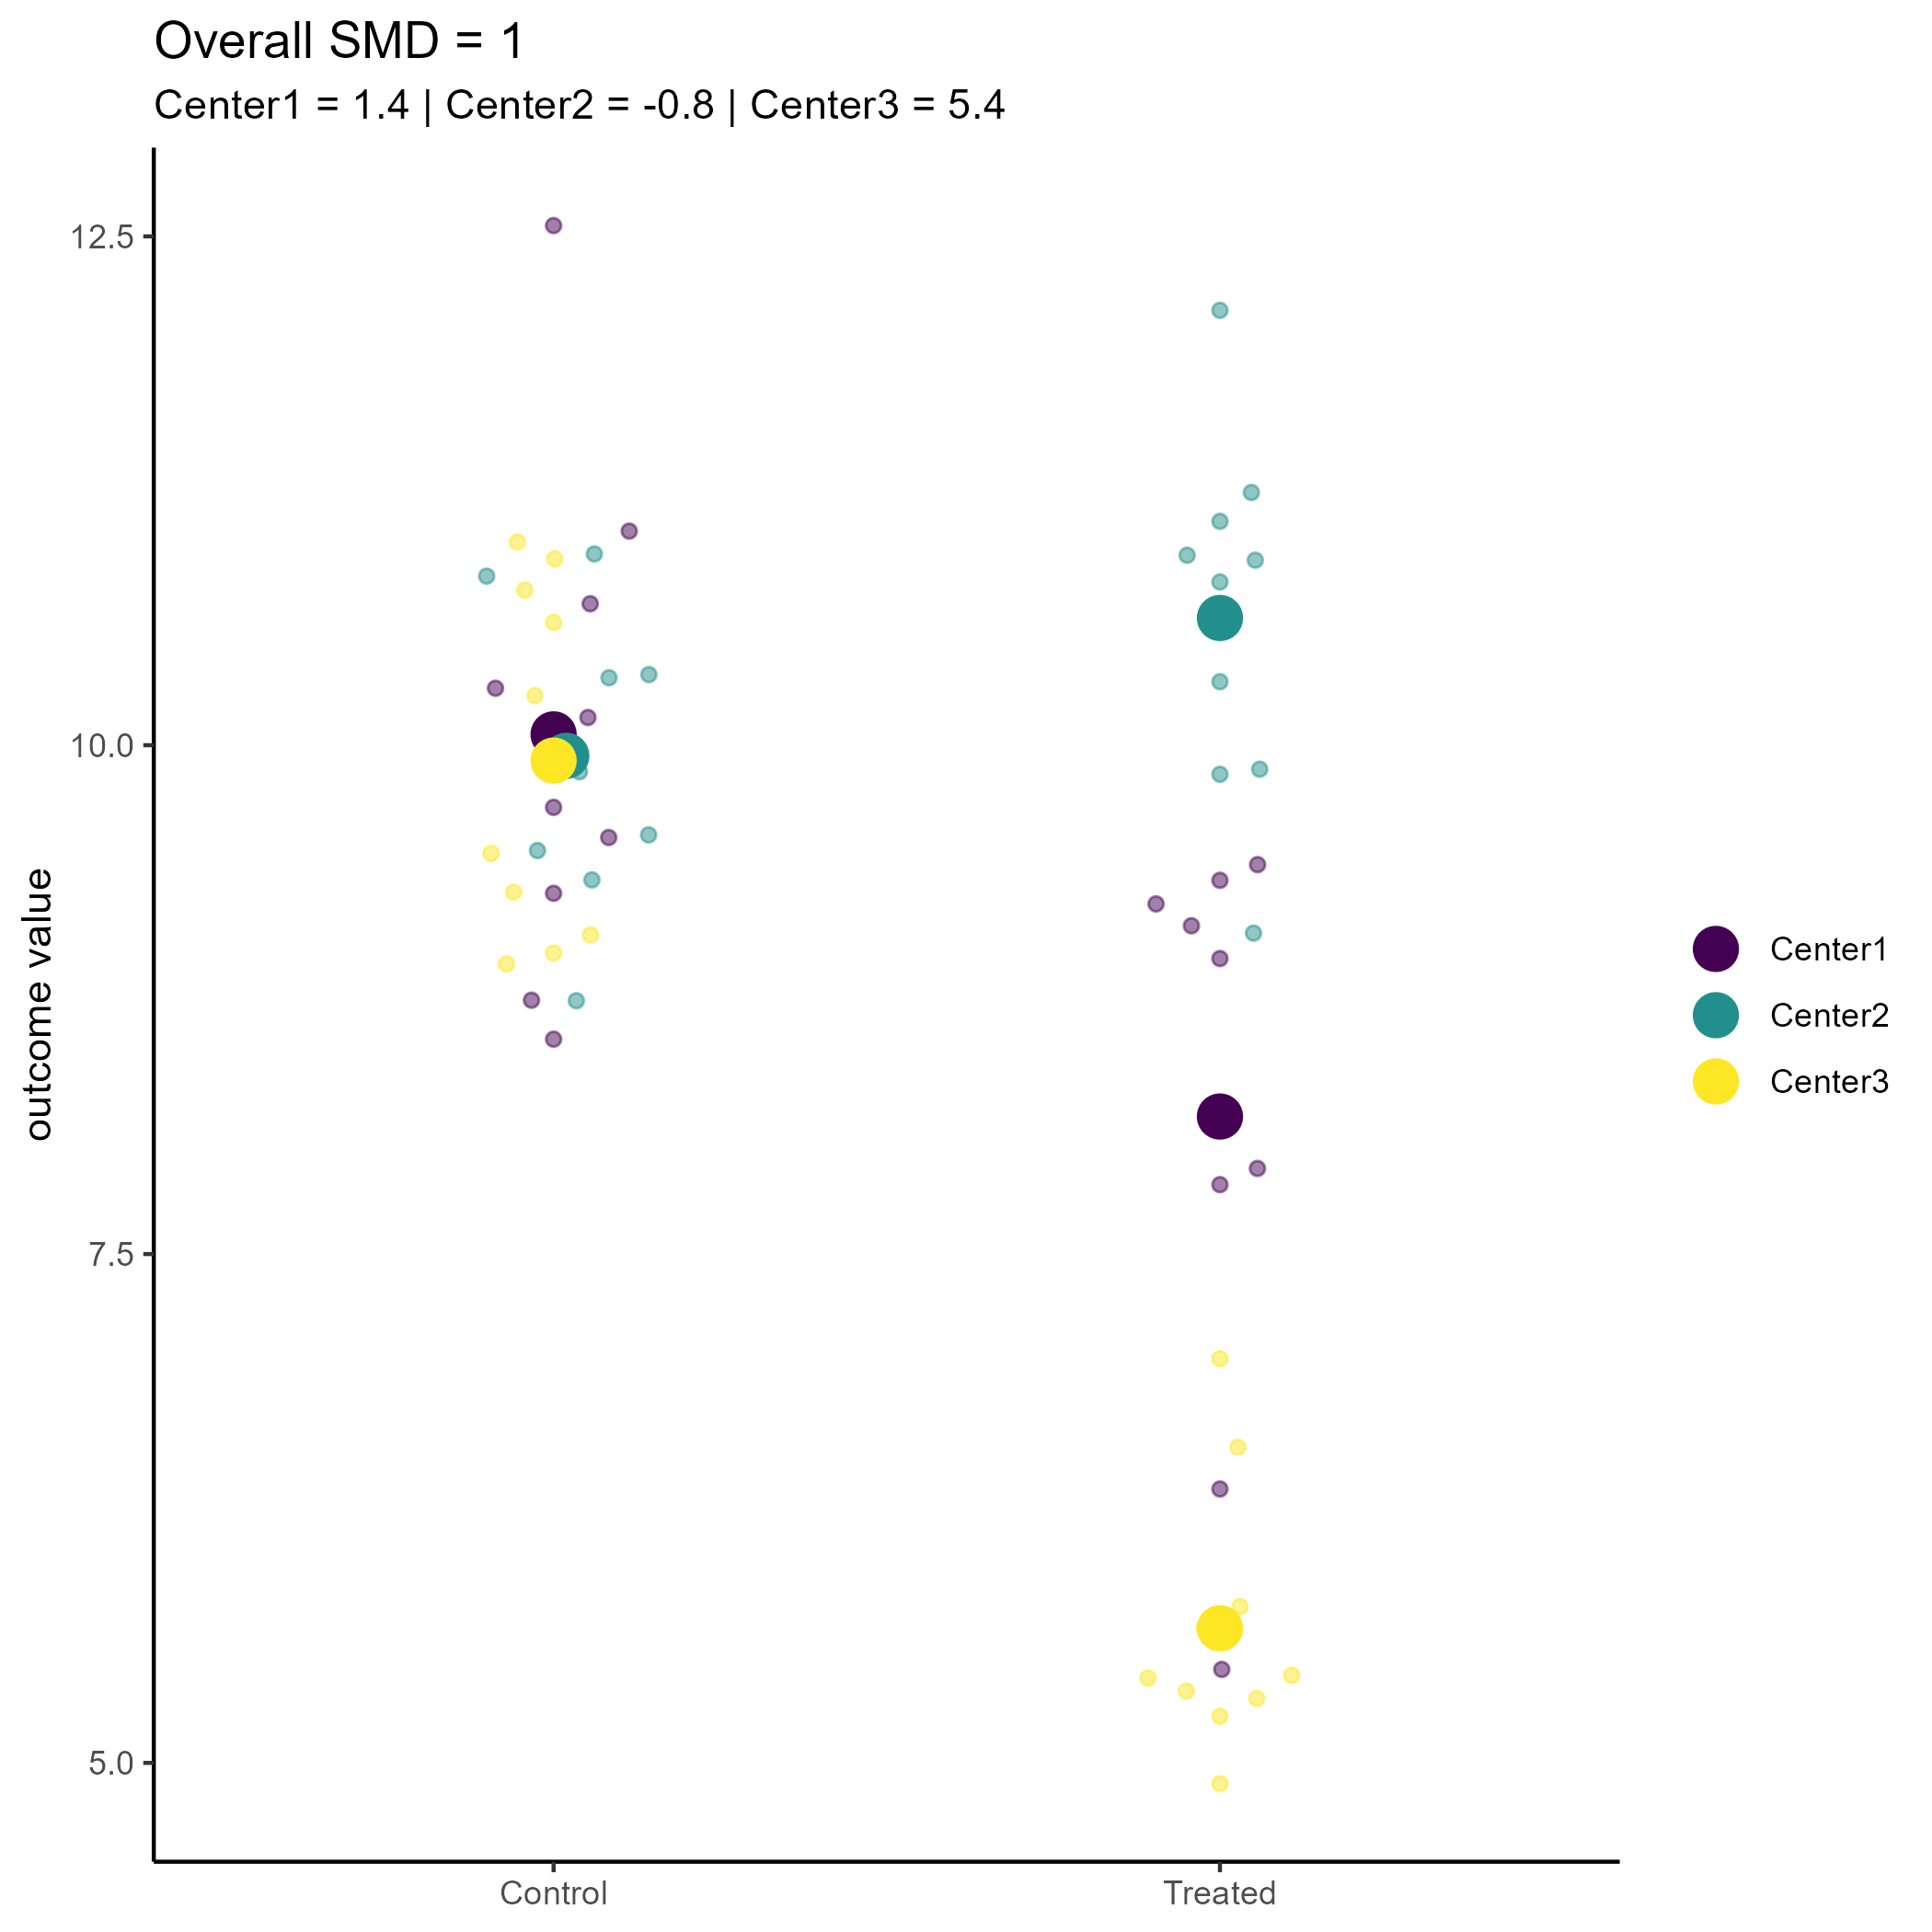 Overall SMD = 1
Center1 = 1.4 | Center2 = -0.8 | Center3 = 5.4
12.5
10.0
7.5
5.0
outcome value
Control
Treated
Center1
Center2
Center3